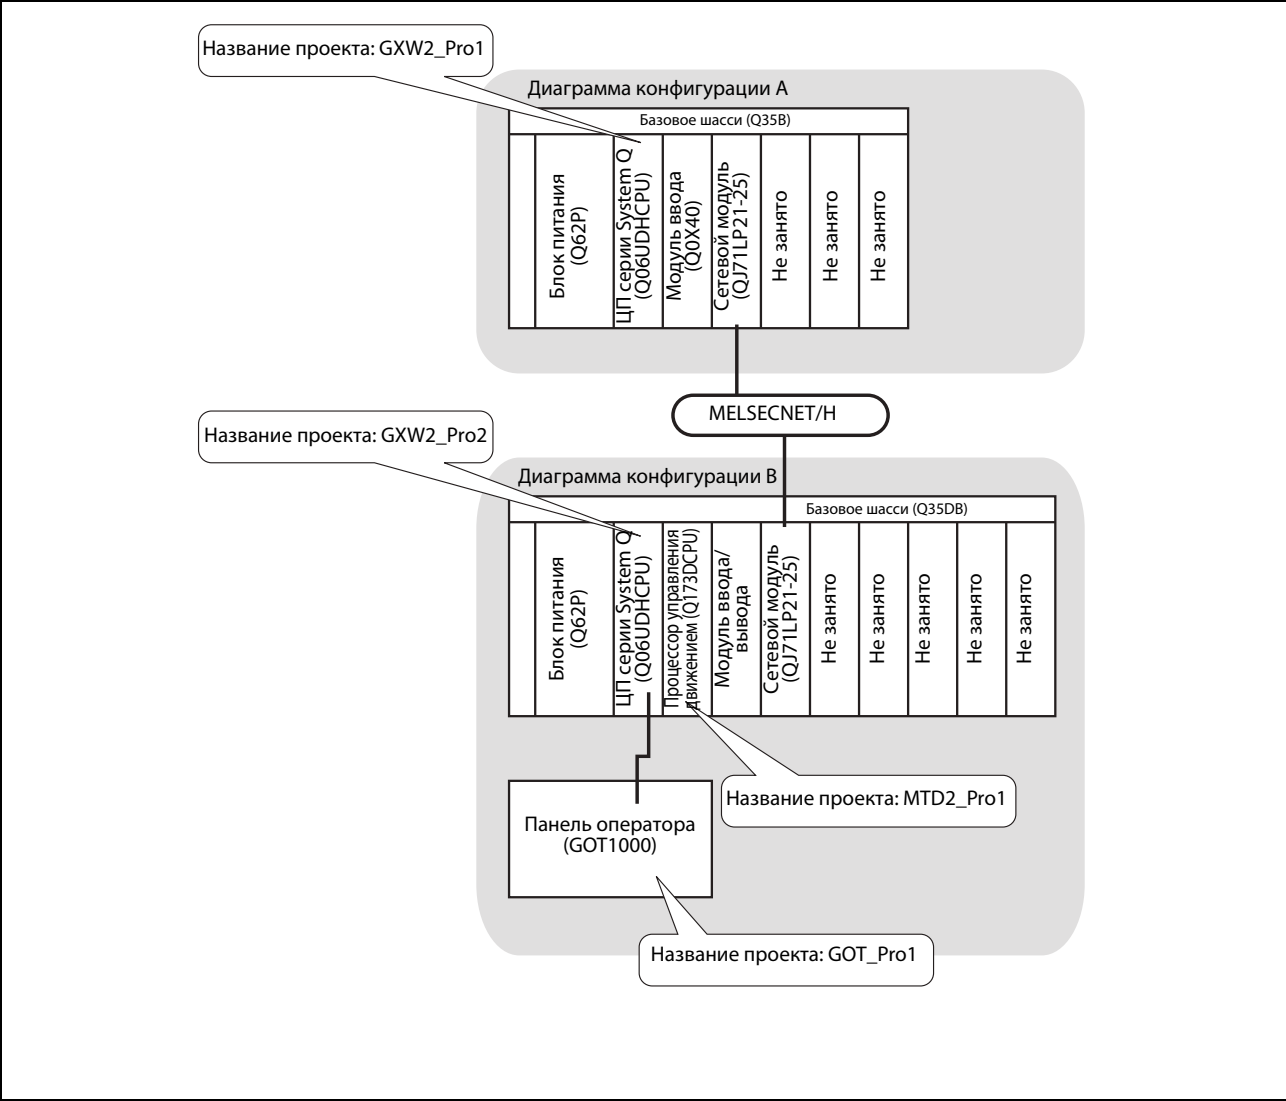 Название проекта: GXW2_Pro1
Диаграмма конфигурации A
Базовое шасси (Q35B)
Блок питания
(Q62P)
ЦП серии System Q
(Q06UDHCPU)
Модуль ввода
(Q0X40)
Сетевой модуль
(QJ71LP21-25)
Не занято
Не занято
Не занято
MELSECNET/H
Название проекта: GXW2_Pro2
Диаграмма конфигурации B
Базовое шасси (Q35DB)
Блок питания
(Q62P)
ЦП серии System Q
(Q06UDHCPU)
Процессор управления
движением (Q173DCPU)
Модуль ввода/
вывода
Сетевой модуль
(QJ71LP21-25)
Не занято
Не занято
Не занято
Не занято
Не занято
Название проекта: MTD2_Pro1
Панель оператора
(GOT1000)
Название проекта: GOT_Pro1